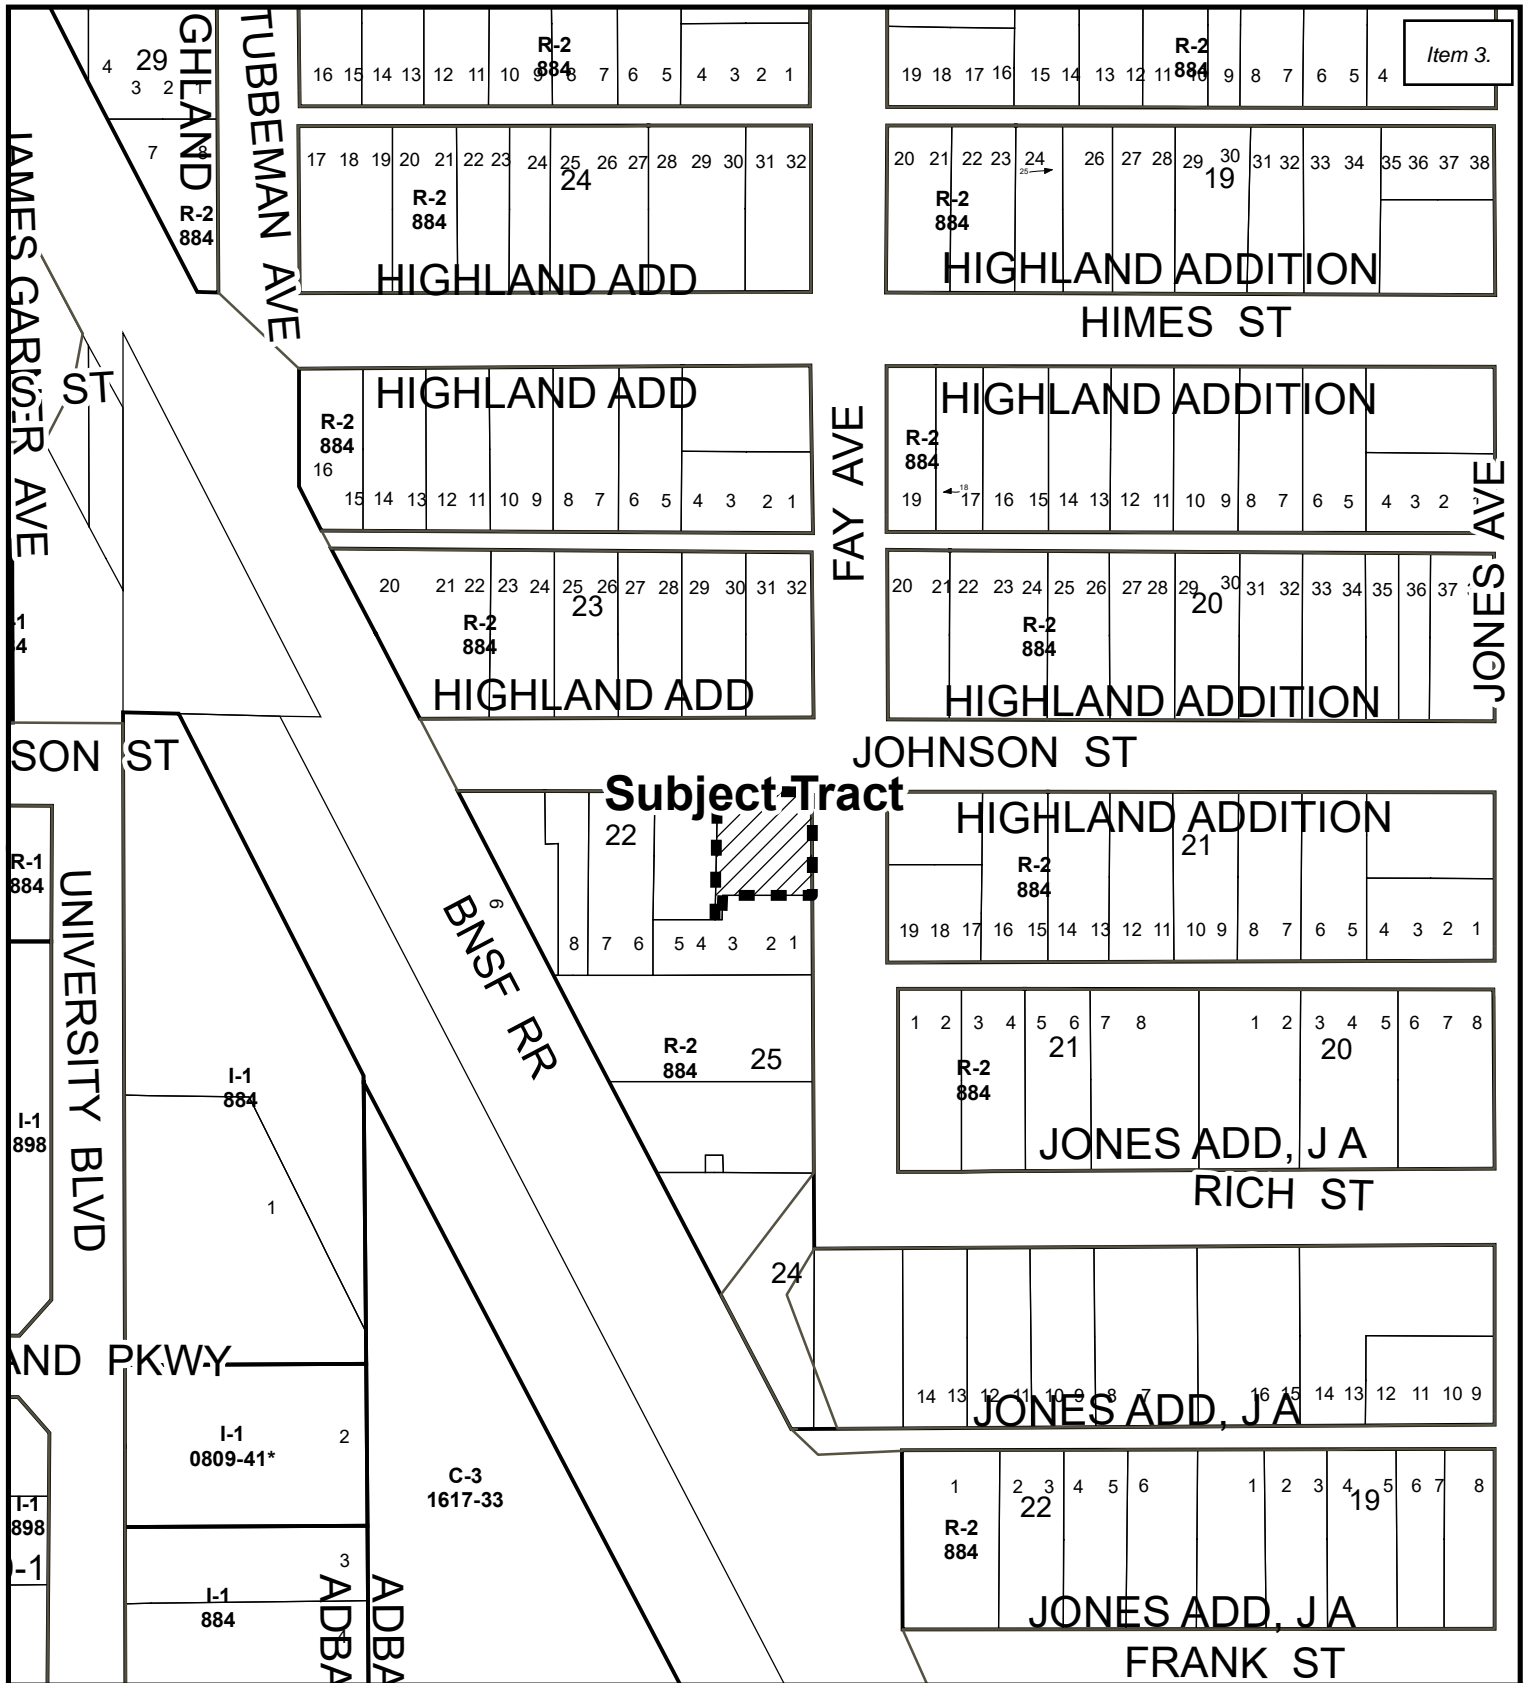 Item 3.
29
4
3 2 1
7 8
R-2
884
GHLAND
TUBBEMAN AVE
JAMES GARNER AVE
S ST
R-2
884
16 15 14 13 12 11 10 9 8 7 6 5 4 3 2 1
R-2
884
19 18 17 16 15 14 13 12 11 10 9 8 7 6 5 4
17 18 19 20 21 22 23 24 25 26 27 28 29 30 31 32
24
R-2
884
HIGHLAND ADD
20 21 22 23 24 26 27 28 29 30 31 32 33 34 35 36 37 38
25
19
R-2
884
HIGHLAND ADDITION
HIMES ST
HIGHLAND ADD
R-2
884
16
15 14 13 12 11 10 9 8 7 6 5 4 3 2 1
FAY AVE
HIGHLAND ADDITION
R-2
884
19 18 17 16 15 14 13 12 11 10 9 8 7 6 5 4 3 2
JONES AVE
20 21 22 23 24 25 26 27 28 29 30 31 32
23
R-2
884
HIGHLAND ADD
20 21 22 23 24 25 26 27 28 29 30 31 32 33 34 35 36 37
20
R-2
884
HIGHLAND ADDITION
-1
4
SON ST
JOHNSON ST
Subject Tract
22
8 7 6 5 4 3 2 1
HIGHLAND ADDITION
21
R-2
884
19 18 17 16 15 14 13 12 11 10 9 8 7 6 5 4 3 2 1
R-1
884
UNIVERSITY BLVD
6
BNSF RR
R-2
884
25
1 2 3 4 5 6 7 8 1 2 3 4 5 6 7 8
21
20
R-2
884
JONES ADD, J A
RICH ST
I-1
884
I-1
898
1
24
14 13 12 11 10 9 8 7 16 15 14 13 12 11 10 9
JONES ADD, J A
AND PKWY
I-1
0809-41*
2
C-3
1617-33
1 2 3 4 5 6 1 2 3 4 5 6 7 8
22
19
R-2
884
JONES ADD, J A
FRANK ST
I-1
898
-1
3
I-1
884
4
ADBA
ADBA